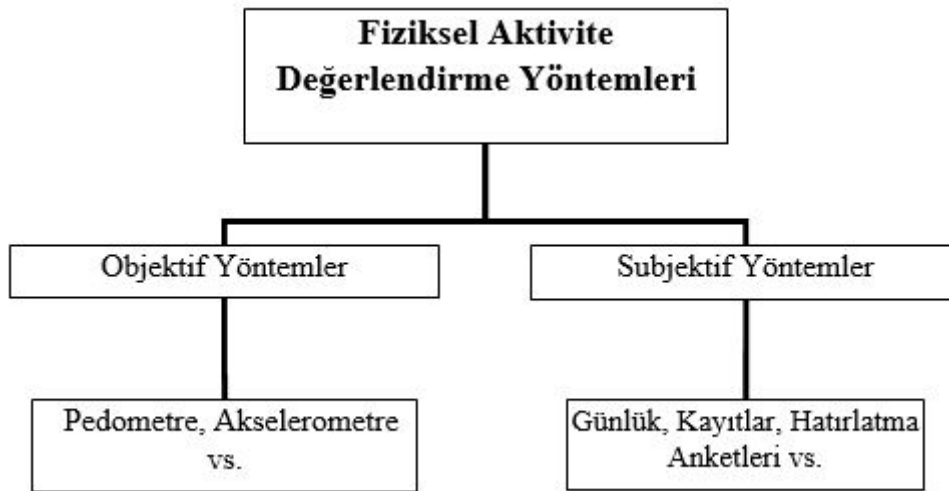 Fiziksel Aktivite
Değerlendirme Yöntemleri
Objektif Yöntemler
Subjektif Yöntemler
Pedometre, Akselerometre
vs.
Günlük, Kayıtlar, Hatırlatma
Anketleri vs.